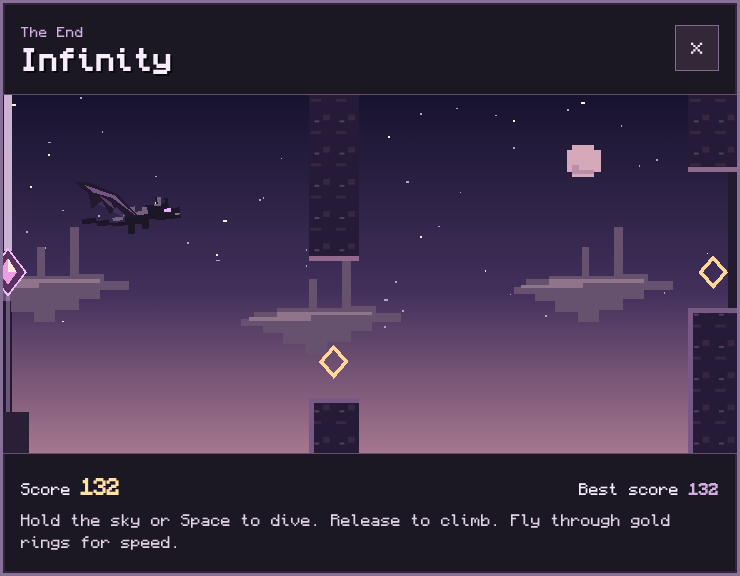 The End
Infinity
×
Score 132
Best score 132
Hold the sky or Space to dive. Release to climb. Fly through gold
rings for speed.